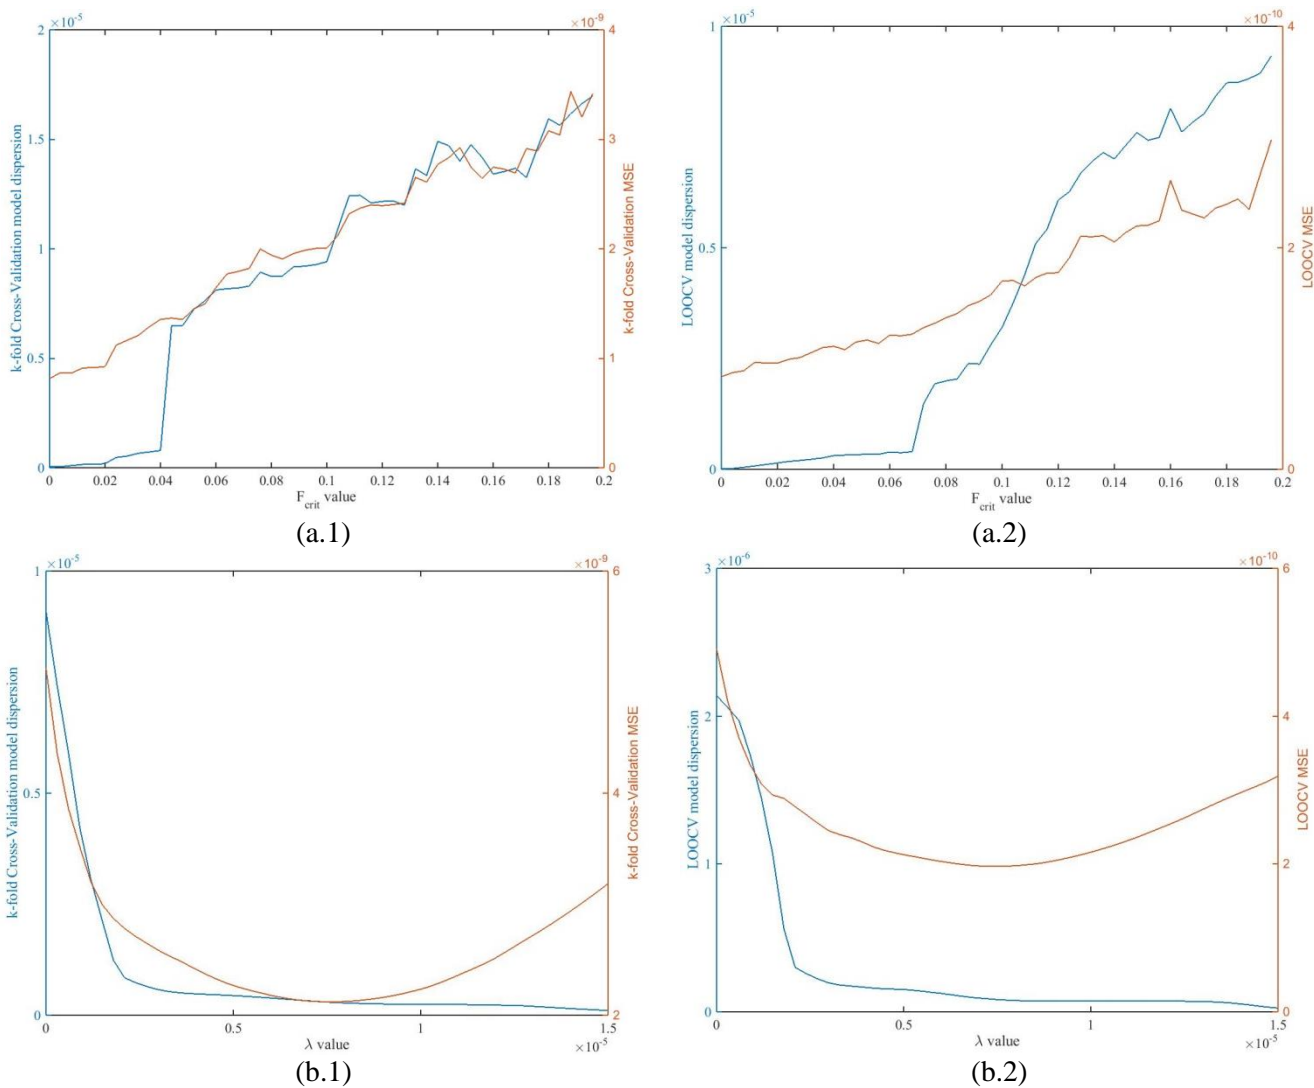 ×10⁻⁵
×10⁻⁹
2
1.5
1
0.5
0
4
3
2
1
0
k-fold Cross-Validation model dispersion
k-fold Cross-Validation MSE
0 0.02 0.04 0.06 0.08 0.1 0.12 0.14 0.16 0.18 0.2
F_crit value
(a.1)
×10⁻⁵
×10⁻¹⁰
1
0.5
0
4
2
0
LOOCV model dispersion
LOOCV MSE
0 0.02 0.04 0.06 0.08 0.1 0.12 0.14 0.16 0.18 0.2
F_crit value
(a.2)
×10⁻⁵
×10⁻⁹
1
0.5
0
6
4
2
k-fold Cross-Validation model dispersion
k-fold Cross-Validation MSE
0 0.5 1 1.5
λ value
×10⁻⁵
(b.1)
×10⁻⁶
×10⁻¹⁰
3
2
1
0
6
4
2
0
LOOCV model dispersion
LOOCV MSE
0 0.5 1 1.5
λ value
×10⁻⁵
(b.2)